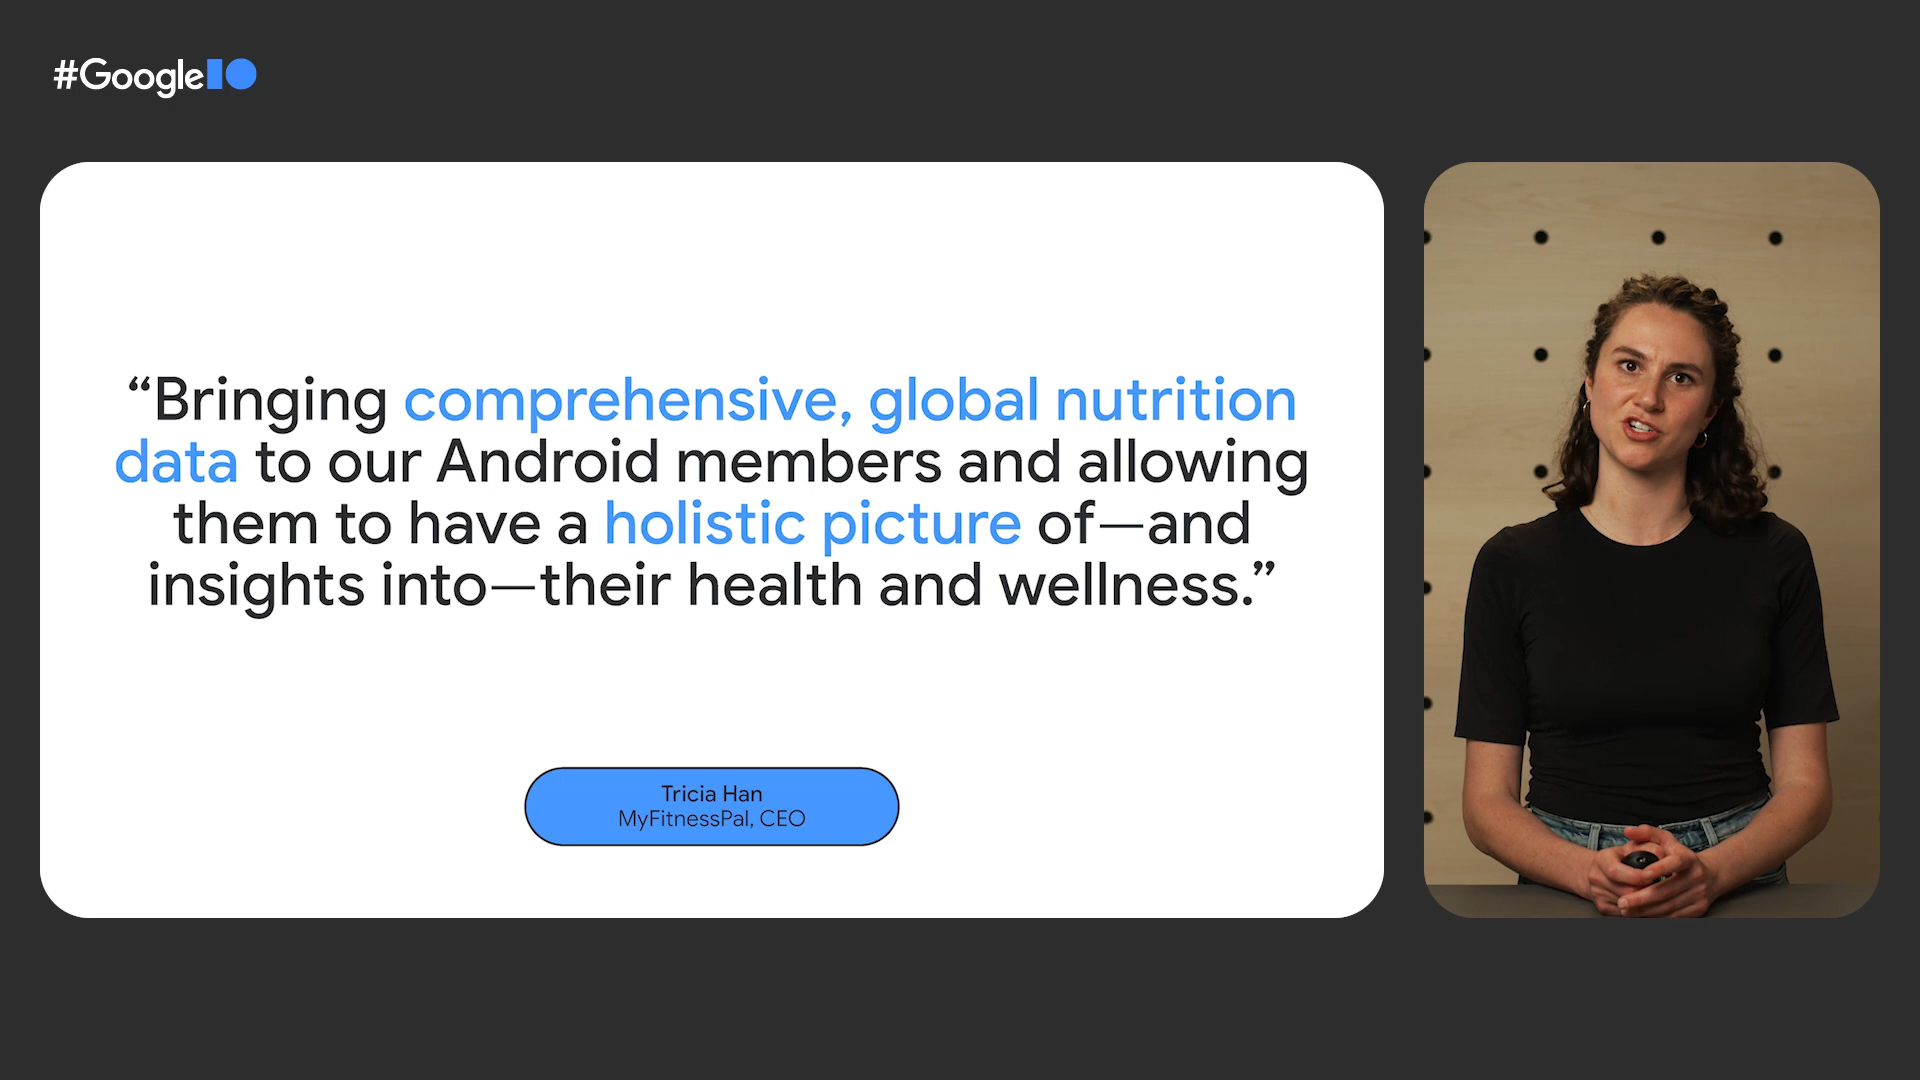 #GoogleIO
“Bringing comprehensive, global nutrition
data to our Android members and allowing
them to have a holistic picture of—and
insights into—their health and wellness.”
Tricia Han
MyFitnessPal, CEO